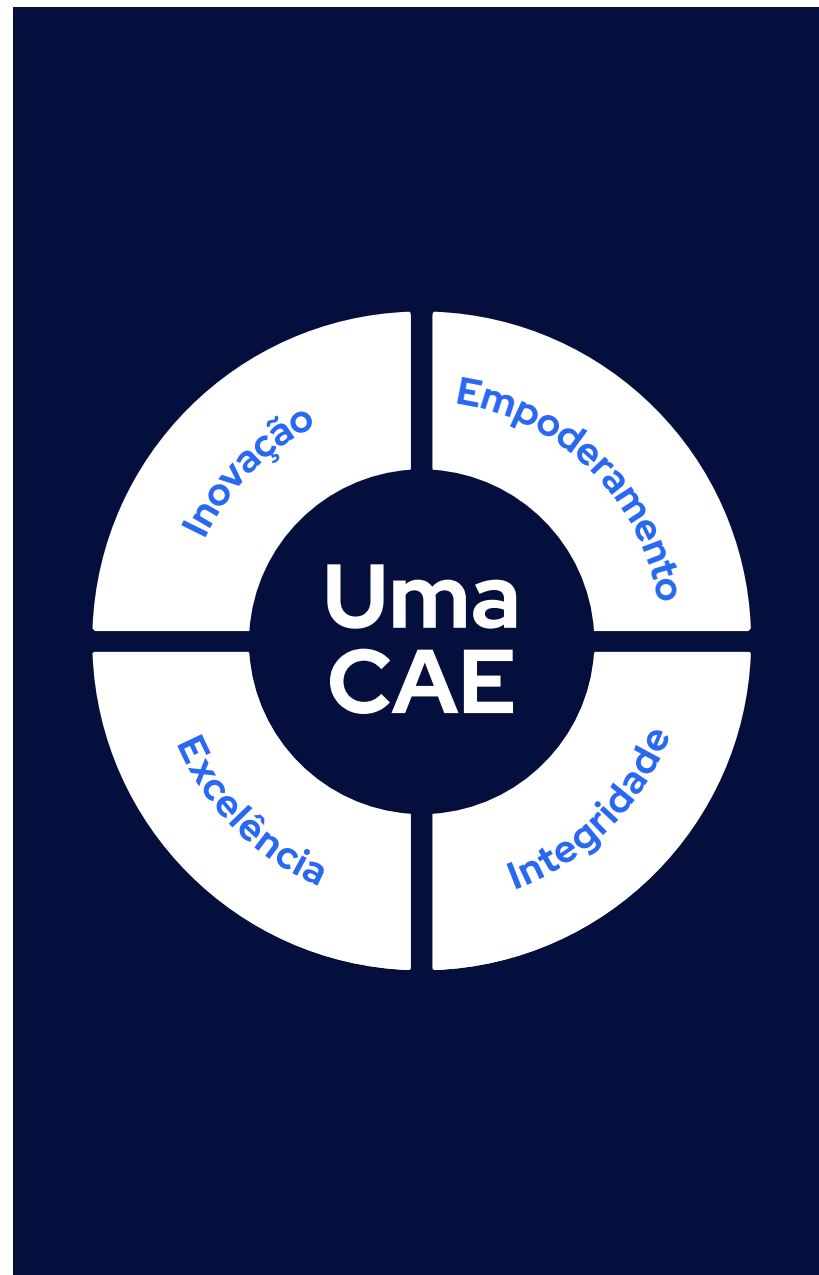 Inovação
Empoderamento
Uma
CAE
Excelência
Integridade